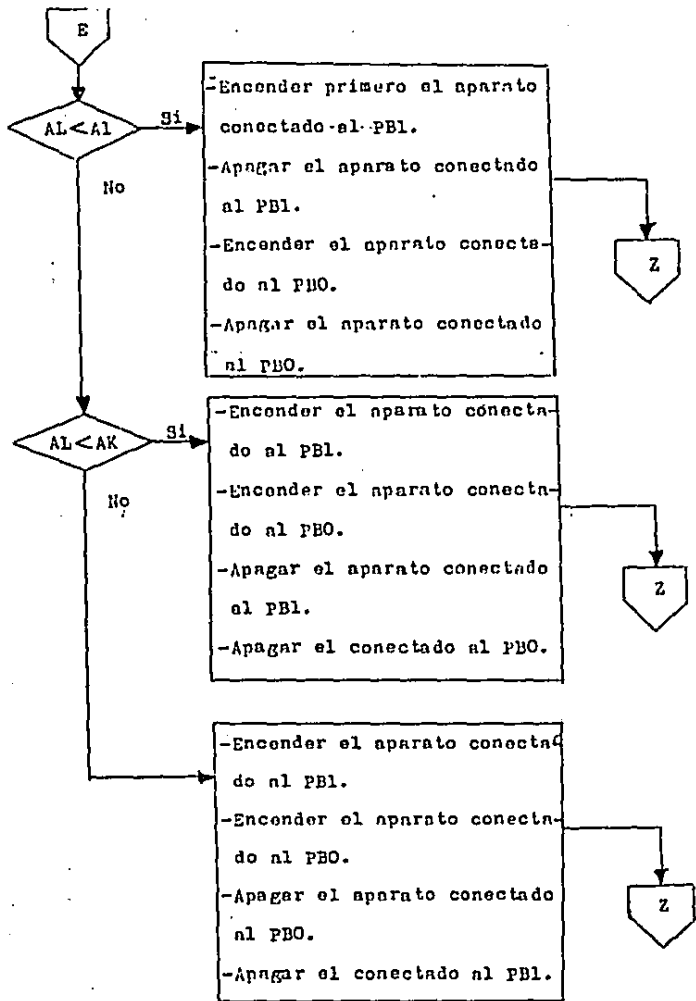 E
AL<A1
Si
No
-Encender primero el aparato
conectado al PB1.
-Apagar el aparato conectado
al PB1.
-Encender el aparato conecta-
do al PBO.
-Apagar el aparato conectado
al PBO.
Z
AL<AK
Si
No
-Encender el aparato conecta-
do al PB1.
-Encender el aparato conecta-
do al PBO.
-Apagar el aparato conectado
al PB1.
-Apagar el conectado al PBO.
Z
-Encender el aparato conecta-
do al PB1.
-Encender el aparato conecta-
do al PBO.
-Apagar el aparato conectado
al PBO.
-Apagar el conectado al PB1.
Z